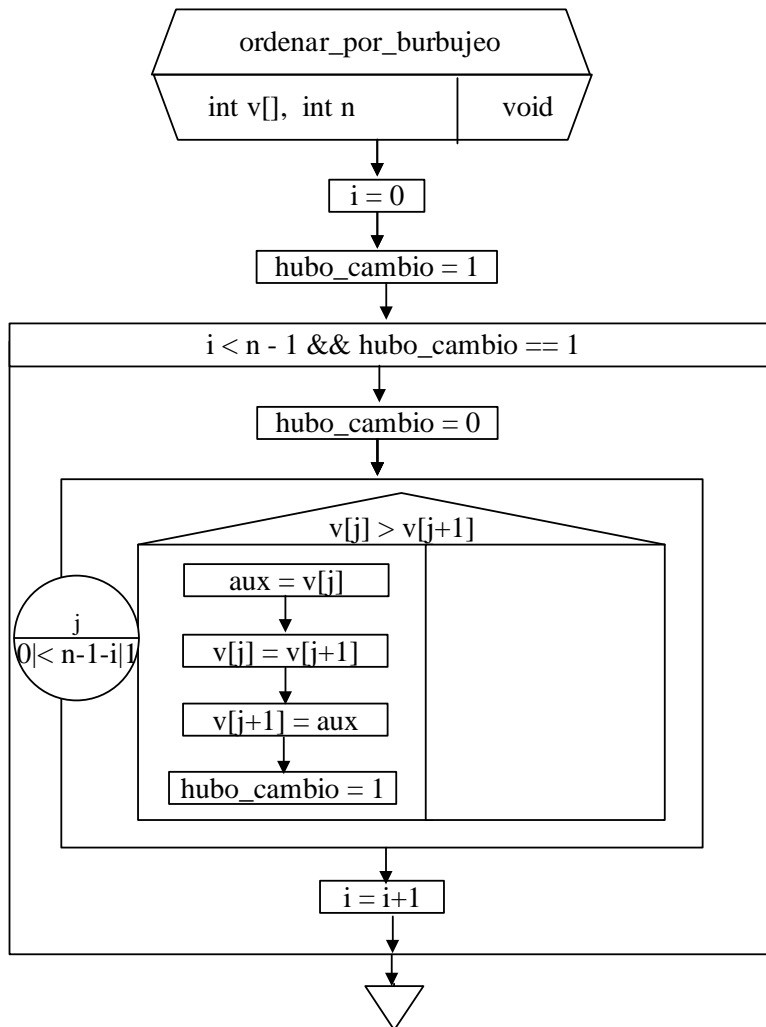 ordenar_por_burbujeo
int v[], int n void
i = 0
hubo_cambio = 1
i < n - 1 && hubo_cambio == 1
hubo_cambio = 0
v[j] > v[j+1]
aux = v[j]
j
0|< n-1-i|1
v[j] = v[j+1]
v[j+1] = aux
hubo_cambio = 1
i = i+1